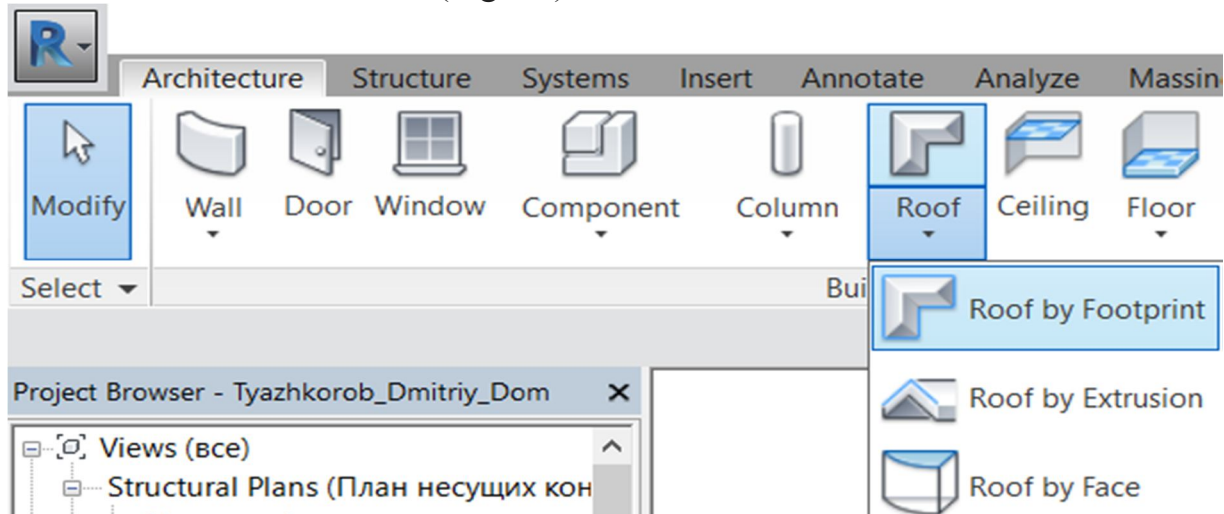 Architecture Structure Systems Insert Annotate Analyze
Modify Wall Door Window Component Column Roof Ceiling Floor
Select
Roof by Footprint
Project Browser - Tyazhkorob_Dmitriy_Dom
Roof by Extrusion
Views (все)
Structural Plans (План несущих
Roof by Face